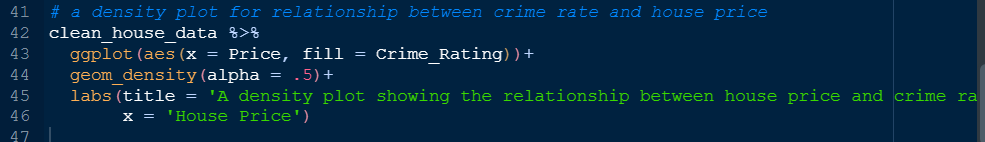 41 # a density plot for relationship between crime rate and house price
42 clean_house_data %>%
43 ggplot(aes(x = Price, fill = Crime_Rating))+
44 geom_density(alpha = .5)+
45 labs(title = 'A density plot showing the relationship between house price and crime ra
46 x = 'House Price')
47